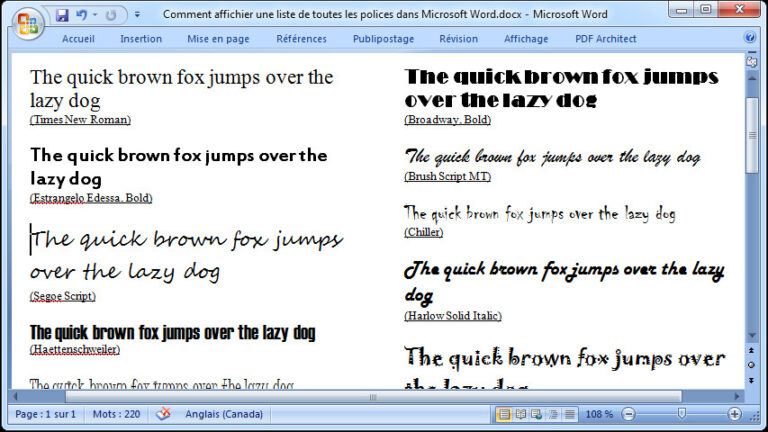 Comment affichier une liste de toutes les polices dans Microsoft Word.docx - Microsoft Word
Accueil Insertion Mise en page Références Publipostage Révision Affichage PDF Architect
The quick brown fox jumps over the
lazy dog
(Times New Roman)
The quick brown fox jumps over the
lazy dog
(Estrangelo Edessa, Bold)
The quick brown fox jumps
over the lazy dog
(Segoe Script)
The quick brown fox jumps over the lazy dog
(Haettenschweiler)
The quick brown fox jumps over the lazy dog
The quick brown fox jumps
over the lazy dog
(Broadway, Bold)
The quick brown fox jumps over the lazy dog
(Brush Script MT)
The quick brown fox jumps over the lazy dog
(Chiller)
The quick brown fox jumps over the lazy
dog
(Harlow Solid Italic)
The quick brown fox jumps over
the lazy dog
Page : 1 sur 1 Mots : 220 Anglais (Canada) 108 %